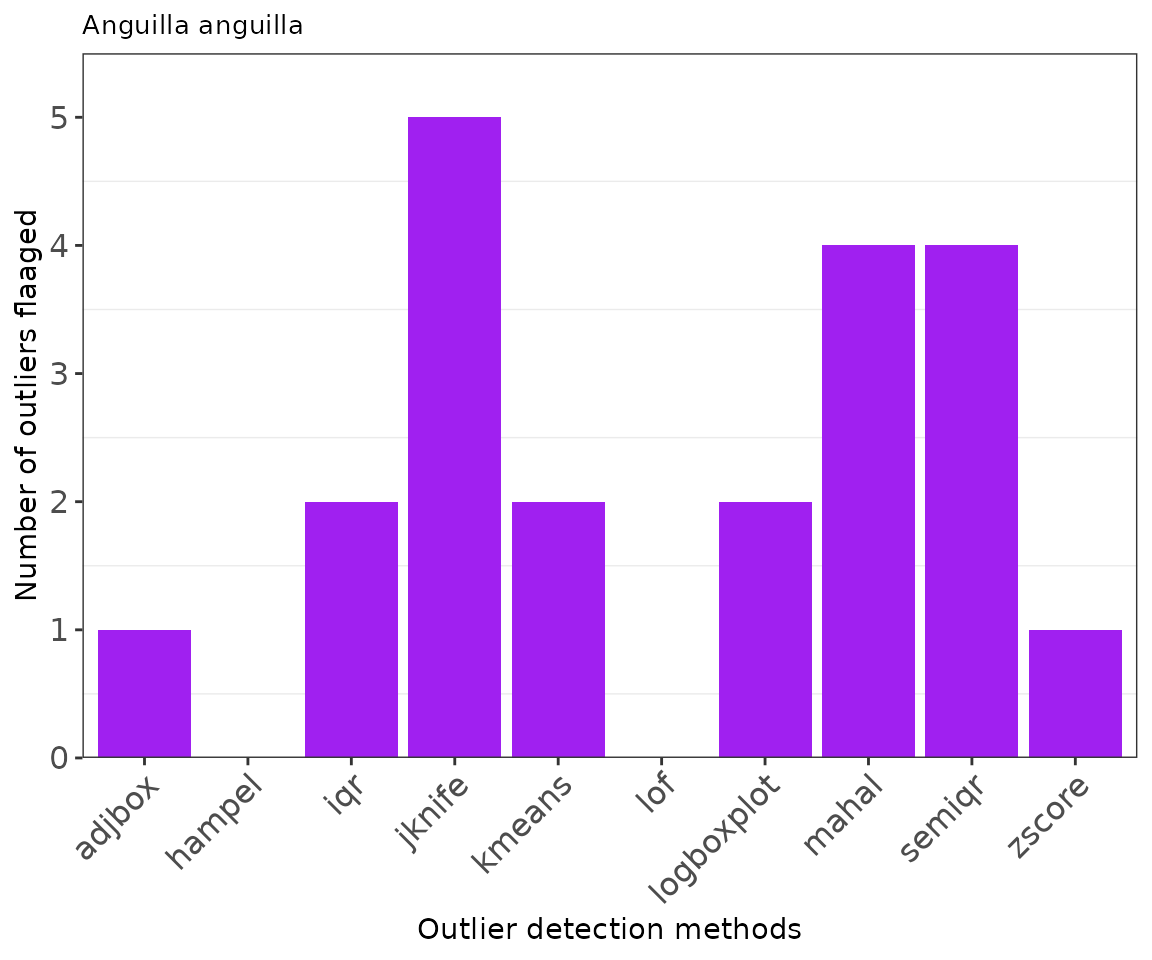 Anguilla anguilla
Number of outliers flaaged
5
4
3
2
1
0
adjbox
hampel
iqr
jknife
kmeans
lof
logboxplot
mahal
semiqr
zscore
Outlier detection methods